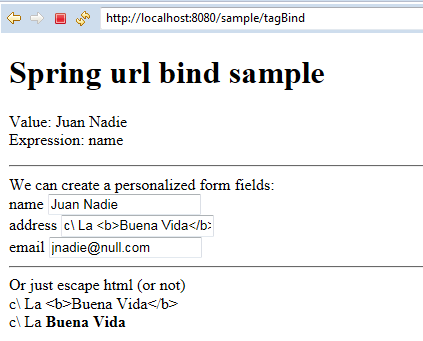 http://localhost:8080/sample/tagBind
Spring url bind sample
Value: Juan Nadie
Expression: name
We can create a personalized form fields:
name Juan Nadie
address c\ La <b>Buena Vida</b>
email jnadie@null.com
Or just escape html (or not)
c\ La <b>Buena Vida</b>
c\ La Buena Vida